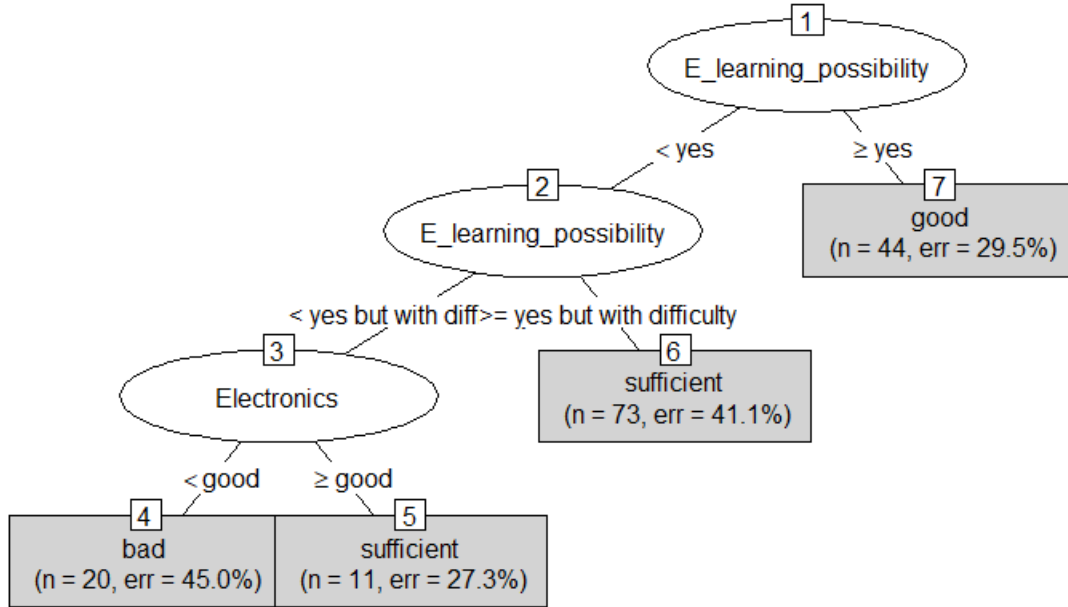 1
E_learning_possibility
< yes
≥ yes
2
E_learning_possibility
7
good
(n = 44, err = 29.5%)
< yes but with diff>= yes but with difficulty
3
Electronics
6
sufficient
(n = 73, err = 41.1%)
< good
≥ good
4
bad
(n = 20, err = 45.0%)
5
sufficient
(n = 11, err = 27.3%)